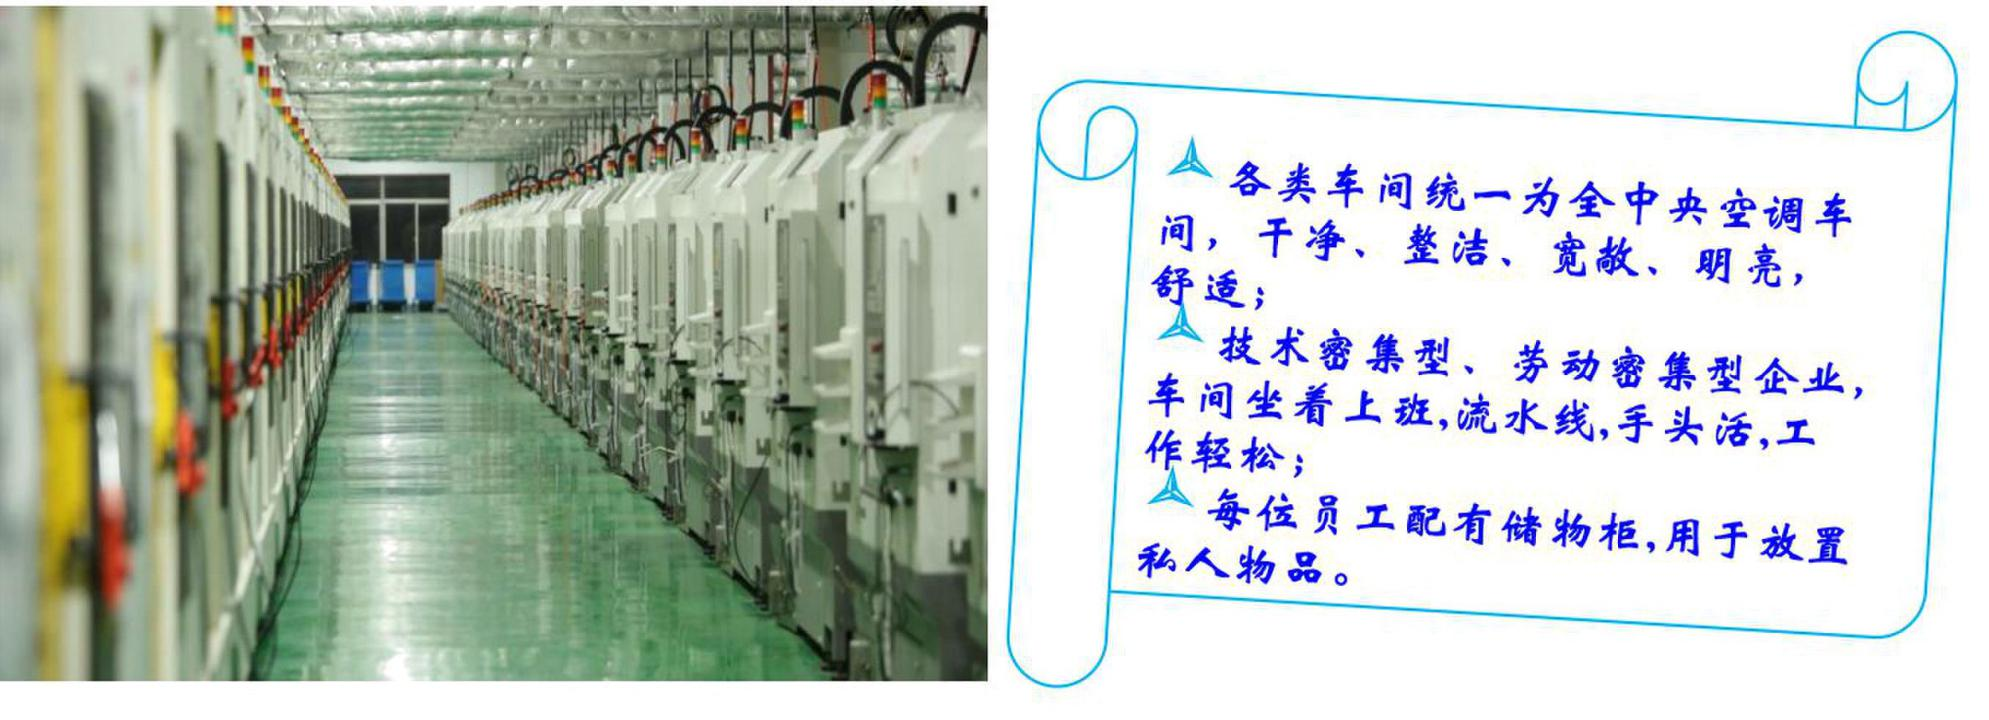 各类车间统一为全中央空调车
间，干净、整洁、宽敞、明亮，
舒适；
技术密集型、劳动密集型企业，
车间坐着上班,流水线,手头活,工
作轻松；
每位员工配有储物柜,用于放置
私人物品。